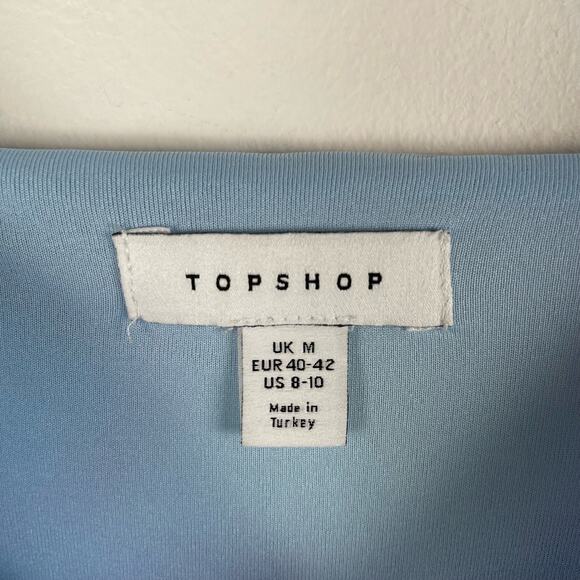 TOPSHOP
UK M
EUR 40-42
US 8-10
Made in
Turkey